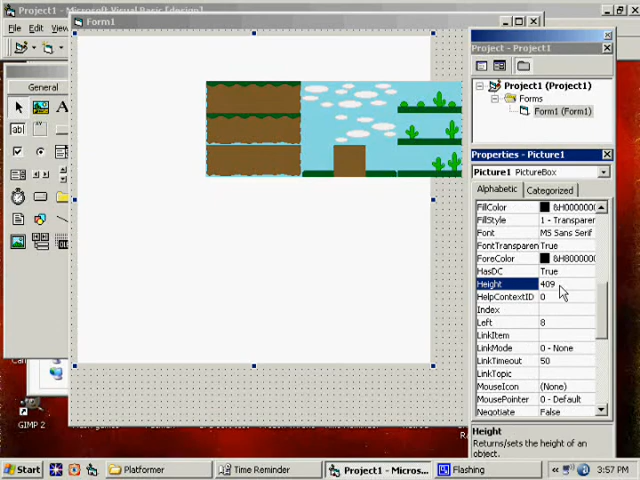 Project1 - Microsoft Visual Basic [design]
File Edit
Form1
General
A
Project - Project1
Project1 (Project1)
Forms
Form1 (Form1)
Properties - Picture1
Picture1 PictureBox
Alphabetic Categorized
FillColor &H0000000
FillStyle 1 - Transparen
Font MS Sans Serif
FontTransparen True
ForeColor &H8000000
HasDC True
Height 409
HelpContextID 0
Index
Left 8
LinkItem
LinkMode 0 - None
LinkTimeout 50
LinkTopic
MouseIcon (None)
MousePointer 0 - Default
Negotiate False
Height
Returns/sets the height of an
object.
GIMP 2
Start
Platformer
Time Reminder
Project1 - Micros...
Flashing
3:57 PM